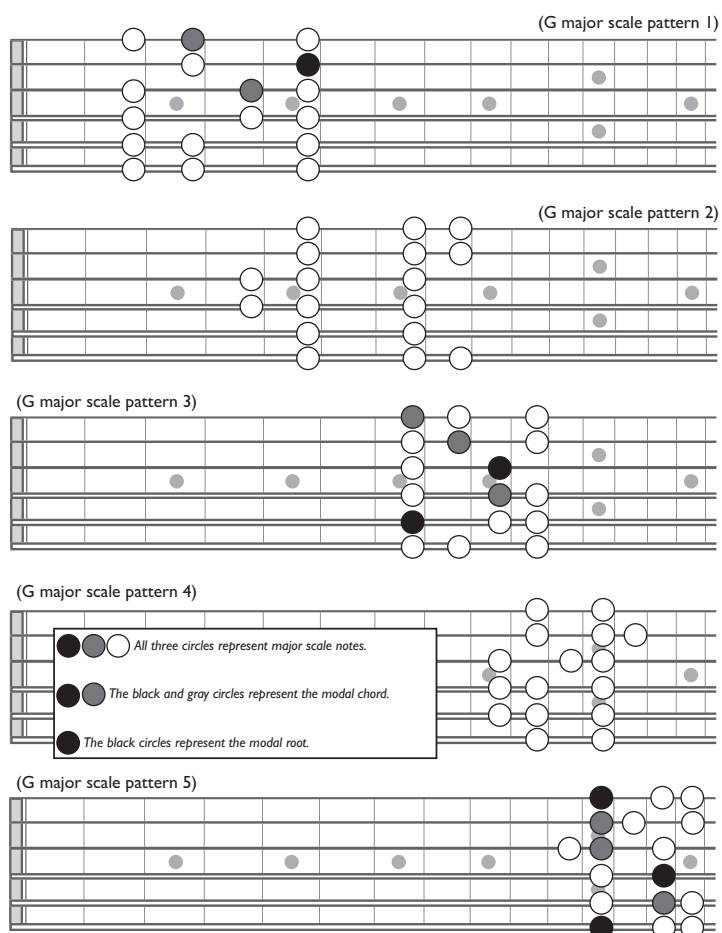 (G major scale pattern 1)
(G major scale pattern 2)
(G major scale pattern 3)
(G major scale pattern 4)
All three circles represent major scale notes.
The black and gray circles represent the modal chord.
The black circles represent the modal root.
(G major scale pattern 5)